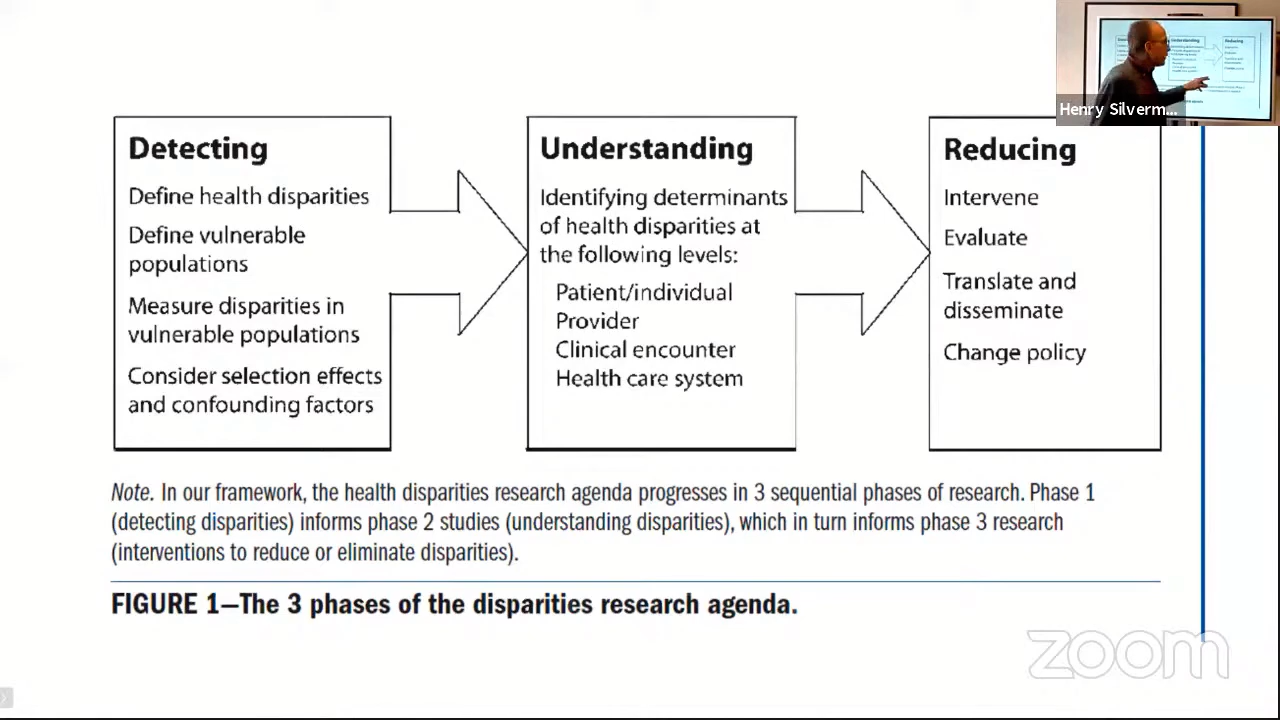 Henry Silverm...
Detecting
Define health disparities
Define vulnerable
populations
Measure disparities in
vulnerable populations
Consider selection effects
and confounding factors
Understanding
Identifying determinants
of health disparities at
the following levels:
Patient/individual
Provider
Clinical encounter
Health care system
Reducing
Intervene
Evaluate
Translate and
disseminate
Change policy
Note. In our framework, the health disparities research agenda progresses in 3 sequential phases of research. Phase 1
(detecting disparities) informs phase 2 studies (understanding disparities), which in turn informs phase 3 research
(interventions to reduce or eliminate disparities).
FIGURE 1—The 3 phases of the disparities research agenda.
zoom